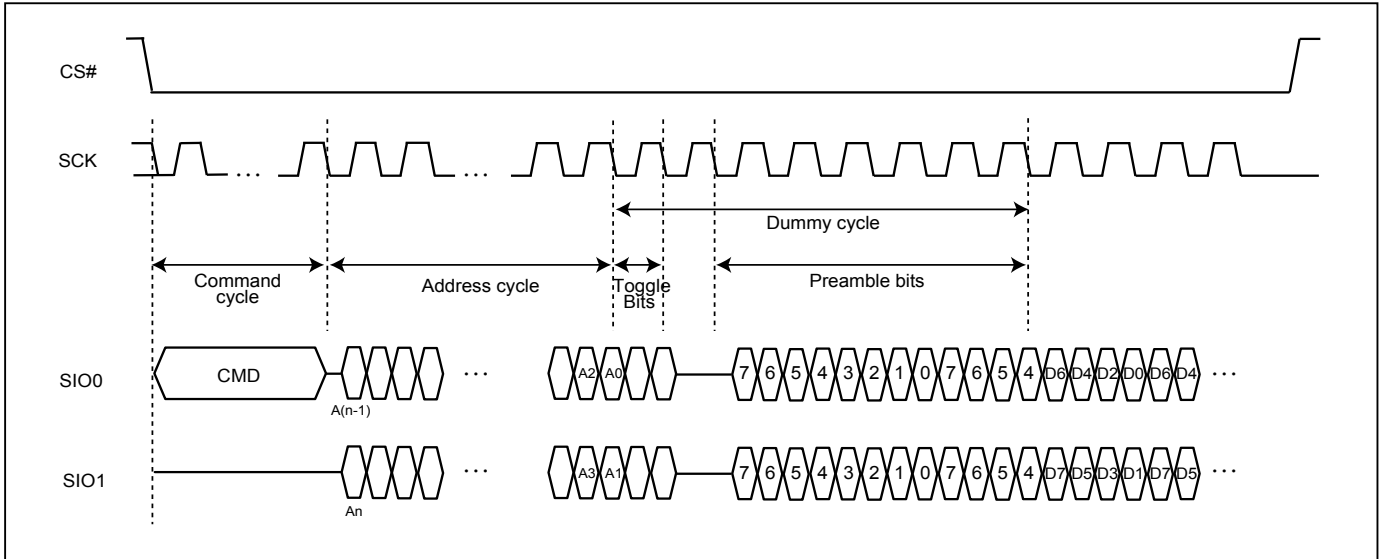 CS#
SCK
...
...
Dummy cycle
Command
cycle
Address cycle
Toggle
Bits
Preamble bits
SIO0
CMD
A(n-1)
...
A2 A0
7 6 5 4 3 2 1 0 7 6 5 4 D6 D4 D2 D0 D6 D4 ...
SIO1
An
...
A3 A1
7 6 5 4 3 2 1 0 7 6 5 4 D7 D5 D3 D1 D7 D5 ...